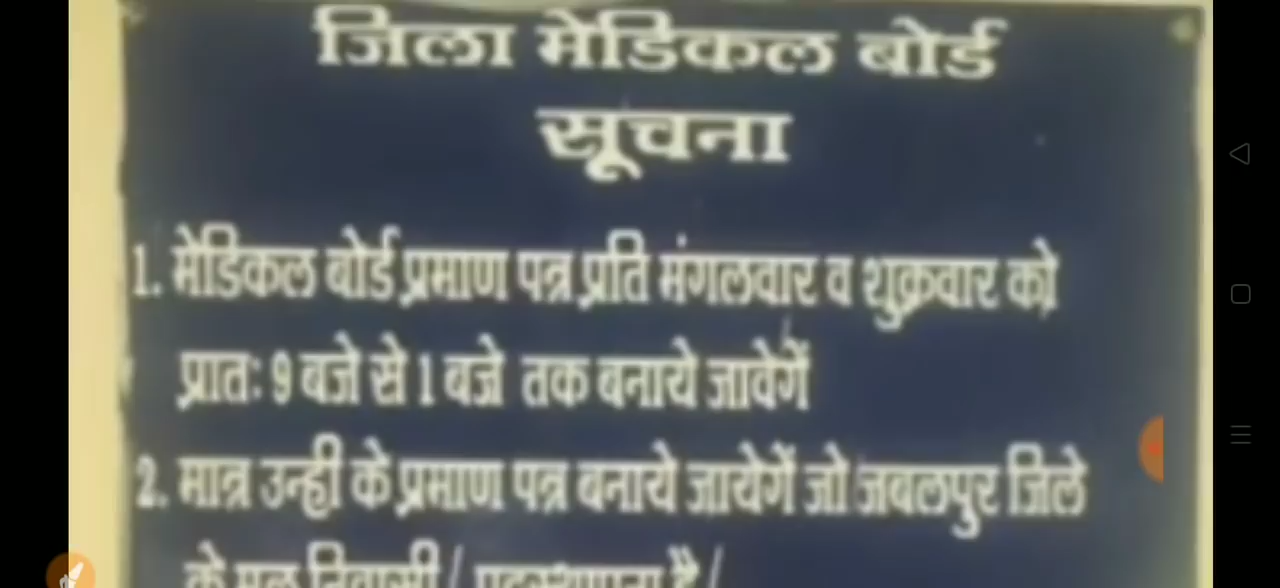 जिला मेडिकल बोर्ड
सूचना
1. मेडिकल बोर्ड प्रमाण पत्र प्रति मंगलवार व शुक्रवार को
प्रातः 9 बजे से 1 बजे तक बनाये जावेगें
2. मात्र उन्ही के प्रमाण पत्र बनाये जायेगें जो जबलपुर जिले
के मूल निवासी /